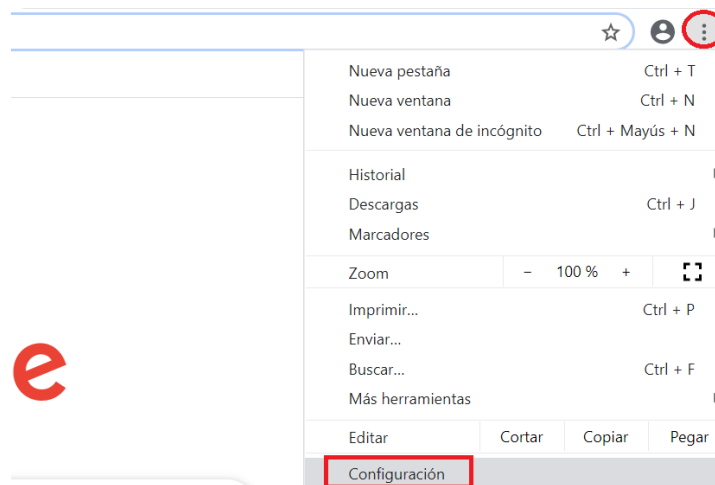 Nueva pestaña Ctrl + T
Nueva ventana Ctrl + N
Nueva ventana de incógnito Ctrl + Mayús + N
Historial
Descargas Ctrl + J
Marcadores
Zoom − 100 % +
Imprimir... Ctrl + P
Enviar...
Buscar... Ctrl + F
Más herramientas
Editar Cortar Copiar Pegar
e
Configuración